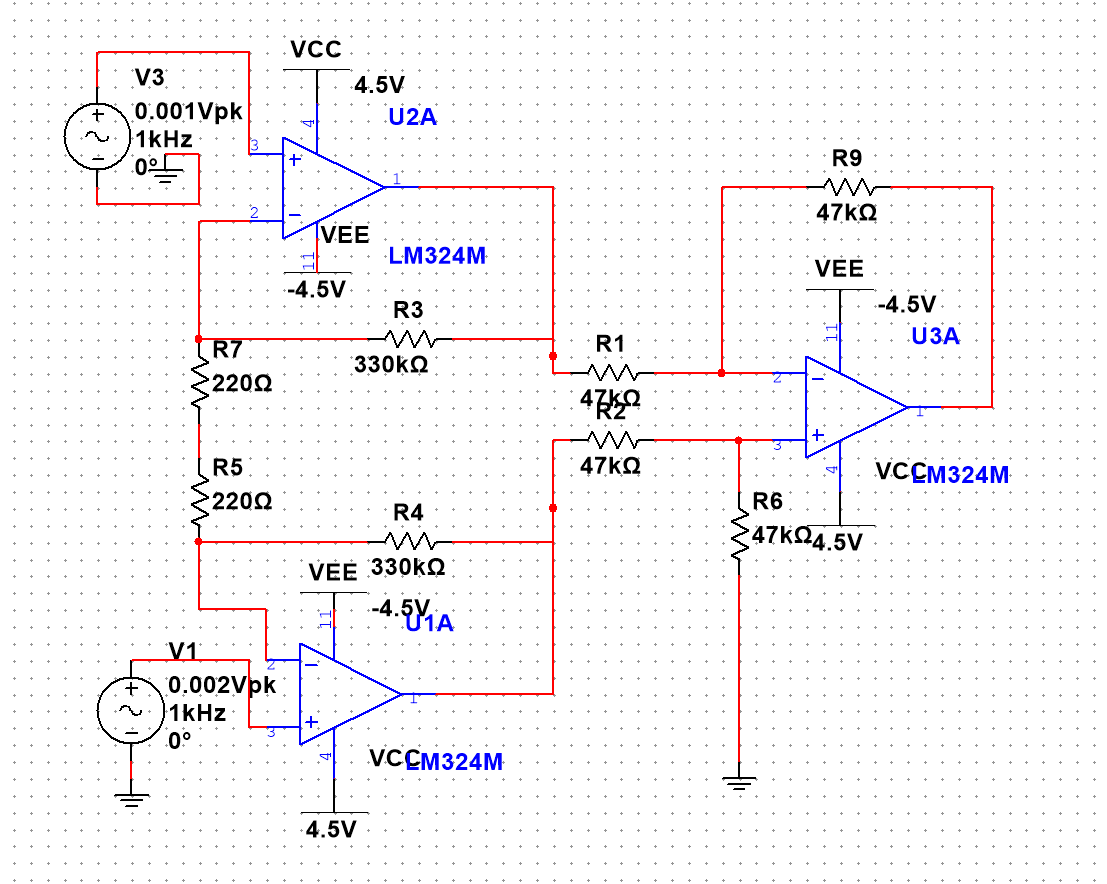 VCC
4.5V
V3
0.001Vpk
1kHz
0°
U2A
4
3
+
1
2
−
VEE
11
-4.5V
LM324M
R9
47kΩ
VEE
-4.5V
U3A
11
R3
330kΩ
R1
47kΩ
R7
220Ω
R2
47kΩ
2
−
1
3
+
4
VCC
LM324M
4.5V
R5
220Ω
R4
330kΩ
R6
47kΩ
VEE
-4.5V
U1A
11
V1
0.002Vpk
1kHz
0°
2
−
1
3
+
4
VCC
LM324M
4.5V